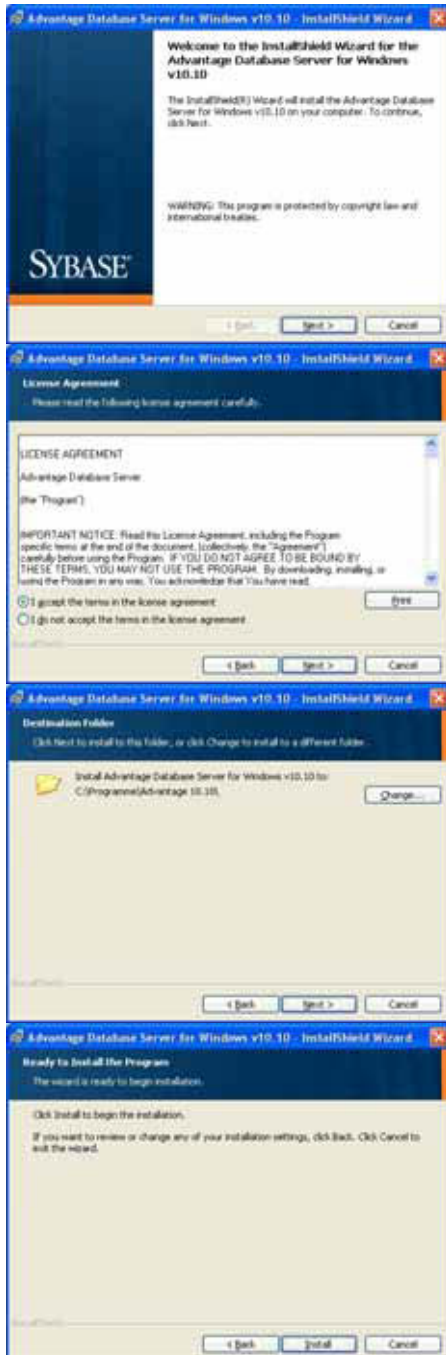 Advantage Database Server for Windows v10.10 - InstallShield Wizard
Welcome to the InstallShield Wizard for the
Advantage Database Server for Windows
v10.10
The InstallShield(R) Wizard will install the Advantage Database
Server for Windows v10.10 on your computer. To continue,
click Next.
WARNING: This program is protected by copyright law and
international treaties.
SYBASE
< Back
Next >
Cancel
Advantage Database Server for Windows v10.10 - InstallShield Wizard
License Agreement
Please read the following license agreement carefully.
LICENSE AGREEMENT
Advantage Database Server
(the "Program")
IMPORTANT NOTICE: Read this License Agreement, including the Program
specific terms at the end of the document, (collectively, the "Agreement")
carefully before using the Program. IF YOU DO NOT AGREE TO BE BOUND BY
THESE TERMS, YOU MAY NOT USE THE PROGRAM. By downloading, installing, or
using the Program in any way, You acknowledge that You have read,
I accept the terms in the license agreement
Print
I do not accept the terms in the license agreement
InstallShield
< Back
Next >
Cancel
Advantage Database Server for Windows v10.10 - InstallShield Wizard
Destination Folder
Click Next to install to this folder, or click Change to install to a different folder.
Install Advantage Database Server for Windows v10.10 to:
C:\Programme\Advantage 10.10\
Change...
InstallShield
< Back
Next >
Cancel
Advantage Database Server for Windows v10.10 - InstallShield Wizard
Ready to Install the Program
The wizard is ready to begin installation.
Click Install to begin the installation.
If you want to review or change any of your installation settings, click Back. Click Cancel to
exit the wizard.
InstallShield
< Back
Install
Cancel